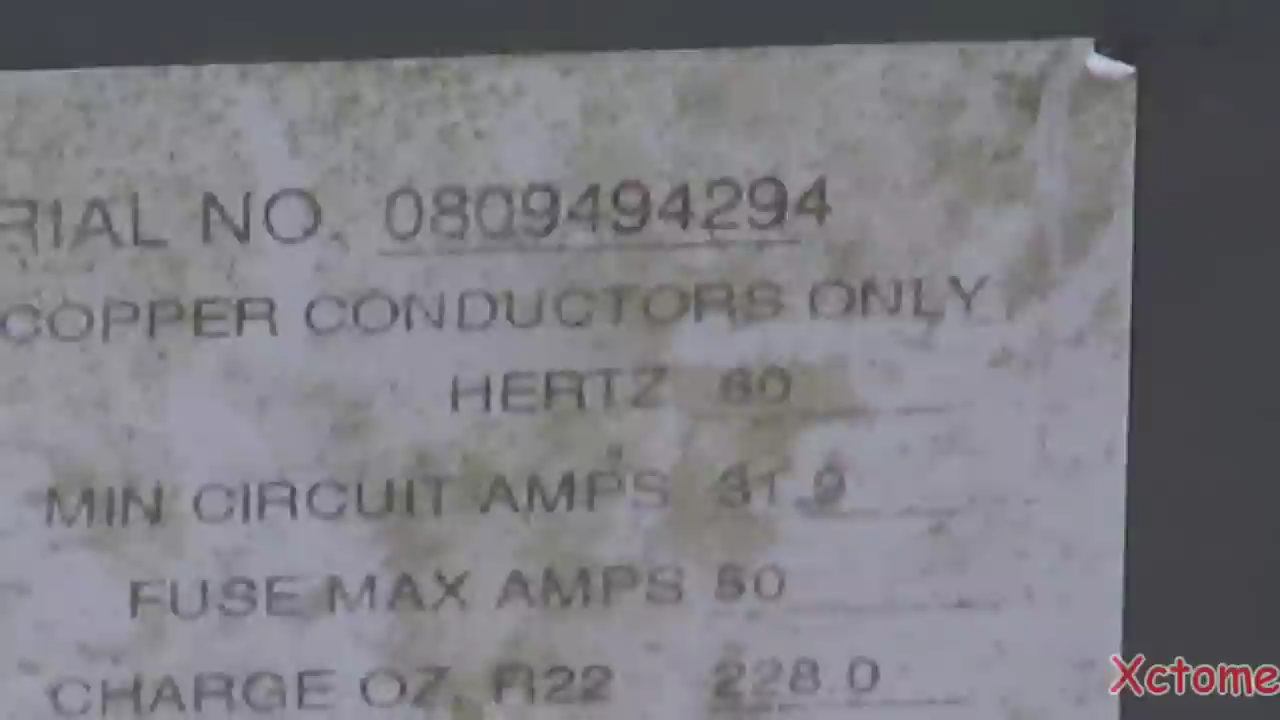 RIAL NO. 0809494294
COPPER CONDUCTORS ONLY
HERTZ 60
MIN CIRCUIT AMPS 31.9
FUSE MAX AMPS 50
CHARGE OZ. R22 228.0
Xctome